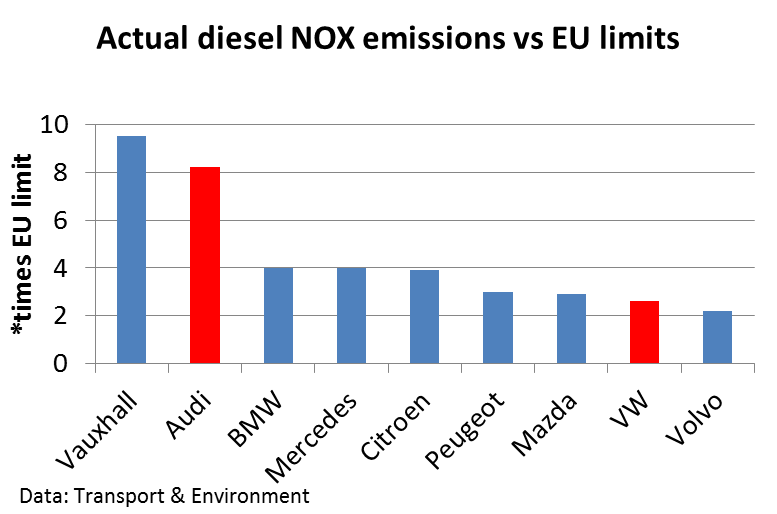 Actual diesel NOX emissions vs EU limits
*times EU limit
10
8
6
4
2
0
Vauxhall
Audi
BMW
Mercedes
Citroen
Peugeot
Mazda
VW
Volvo
Data: Transport & Environment